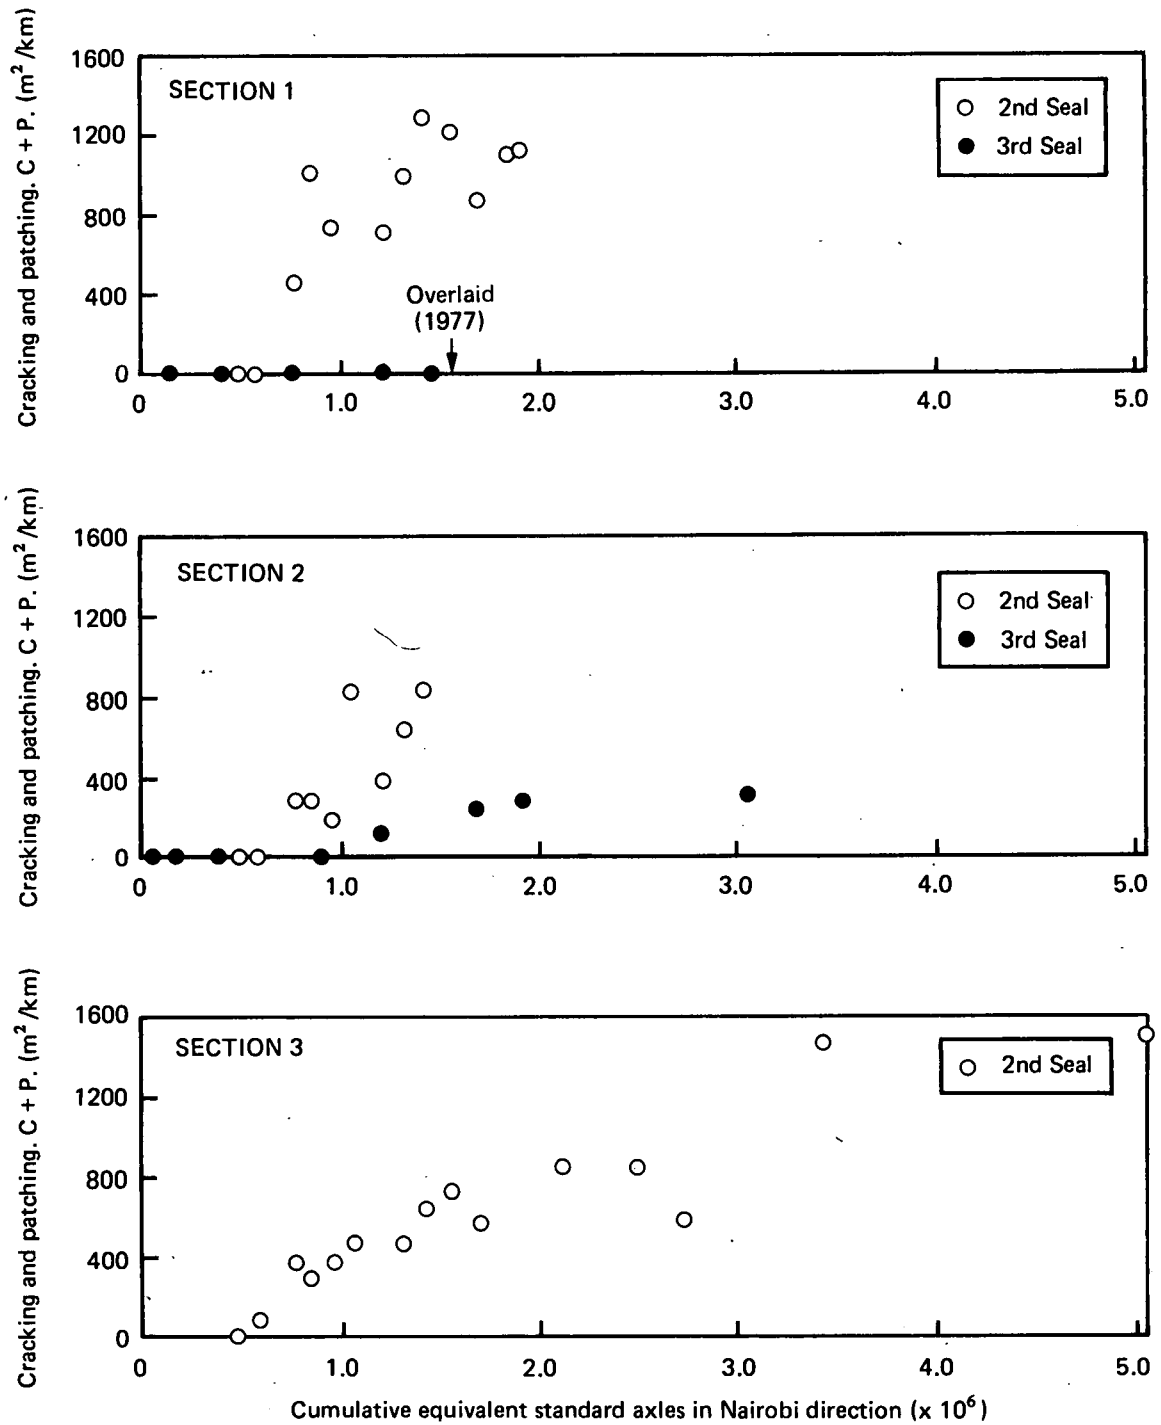 Cracking and patching. C + P. (m²/km)
1600
1200
800
400
0
SECTION 1
2nd Seal
3rd Seal
Overlaid
(1977)
0 1.0 2.0 3.0 4.0 5.0
Cracking and patching. C + P. (m²/km)
1600
1200
800
400
0
SECTION 2
2nd Seal
3rd Seal
0 1.0 2.0 3.0 4.0 5.0
Cracking and patching. C + P. (m²/km)
1600
1200
800
400
0
SECTION 3
2nd Seal
0 1.0 2.0 3.0 4.0 5.0
Cumulative equivalent standard axles in Nairobi direction (x 10⁶)